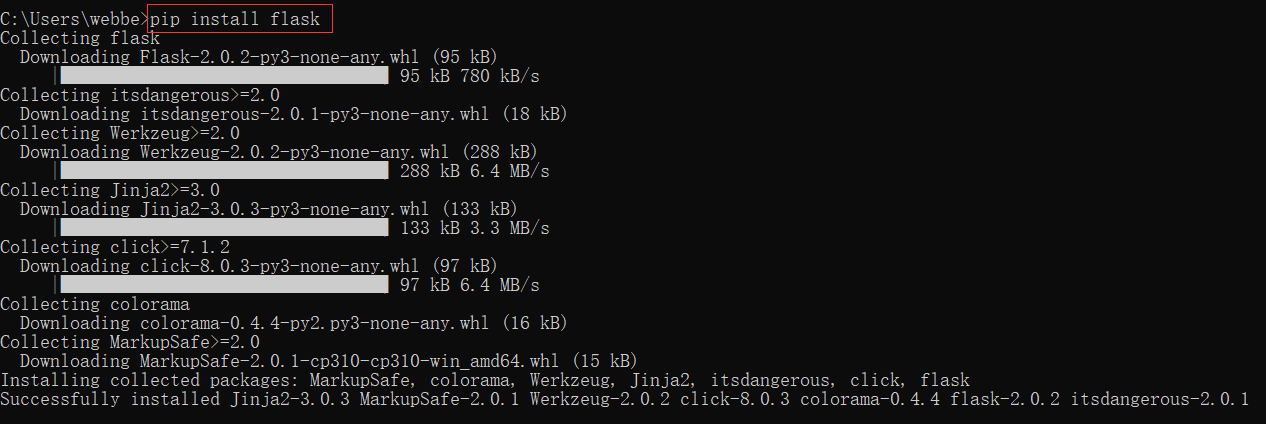 C:\Users\webbe>pip install flask
Collecting flask
  Downloading Flask-2.0.2-py3-none-any.whl (95 kB)
     |████████████████████████████████| 95 kB 780 kB/s
Collecting itsdangerous>=2.0
  Downloading itsdangerous-2.0.1-py3-none-any.whl (18 kB)
Collecting Werkzeug>=2.0
  Downloading Werkzeug-2.0.2-py3-none-any.whl (288 kB)
     |████████████████████████████████| 288 kB 6.4 MB/s
Collecting Jinja2>=3.0
  Downloading Jinja2-3.0.3-py3-none-any.whl (133 kB)
     |████████████████████████████████| 133 kB 3.3 MB/s
Collecting click>=7.1.2
  Downloading click-8.0.3-py3-none-any.whl (97 kB)
     |████████████████████████████████| 97 kB 6.4 MB/s
Collecting colorama
  Downloading colorama-0.4.4-py2.py3-none-any.whl (16 kB)
Collecting MarkupSafe>=2.0
  Downloading MarkupSafe-2.0.1-cp310-cp310-win_amd64.whl (15 kB)
Installing collected packages: MarkupSafe, colorama, Werkzeug, Jinja2, itsdangerous, click, flask
Successfully installed Jinja2-3.0.3 MarkupSafe-2.0.1 Werkzeug-2.0.2 click-8.0.3 colorama-0.4.4 flask-2.0.2 itsdangerous-2.0.1